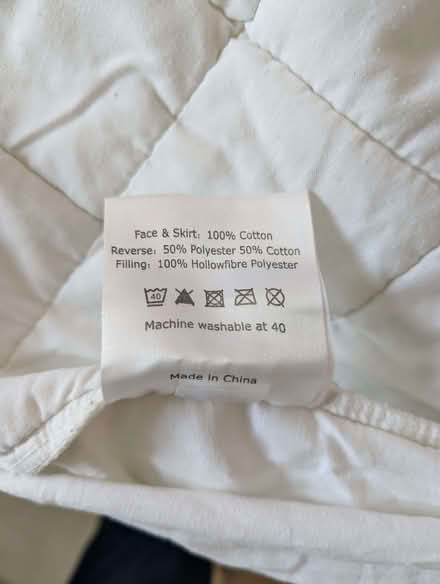 Face & Skirt: 100% Cotton
Reverse: 50% Polyester 50% Cotton
Filling: 100% Hollowfibre Polyester
40
Machine washable at 40
Made in China